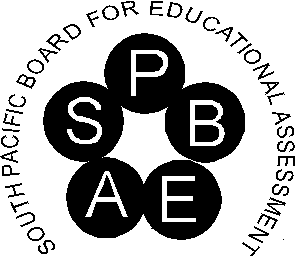 SOUTH PACIFIC BOARD FOR EDUCATIONAL ASSESSMENT
S P B E A